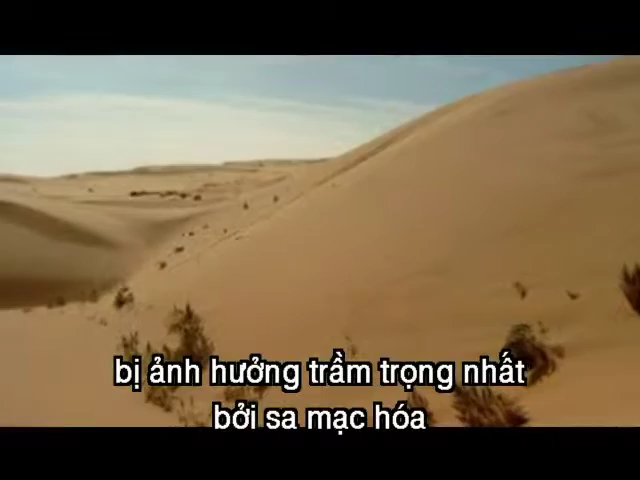 bị ảnh hưởng trầm trọng nhất
bởi sa mạc hóa